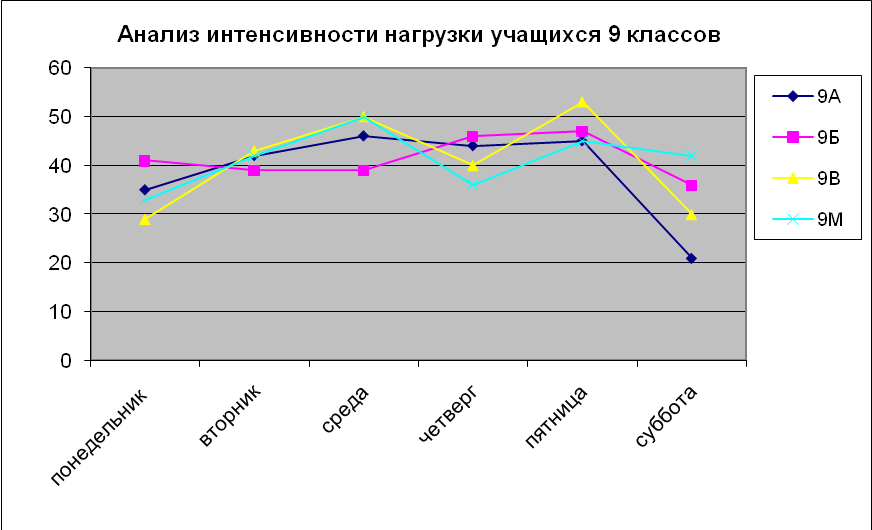 Анализ интенсивности нагрузки учащихся 9 классов
60
50
40
30
20
10
0
понедельник
вторник
среда
четверг
пятница
суббота
9А
9Б
9В
9М